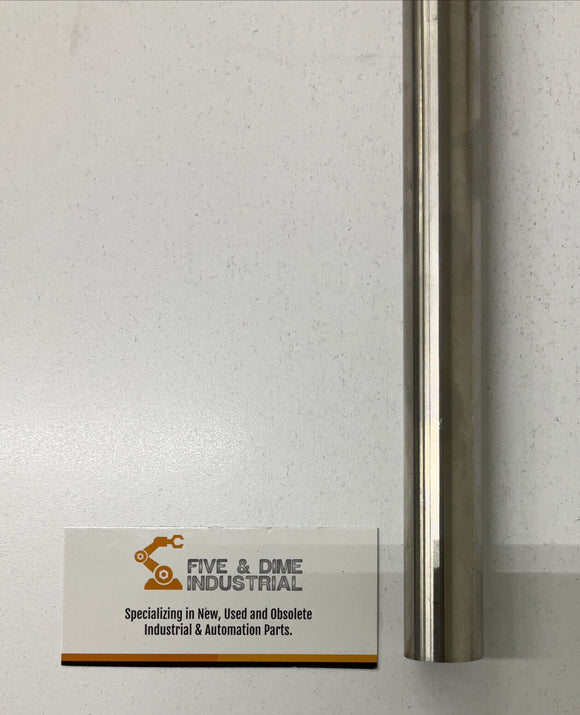 FIVE & DIME
INDUSTRIAL
Specializing in New, Used and Obsolete
Industrial & Automation Parts.